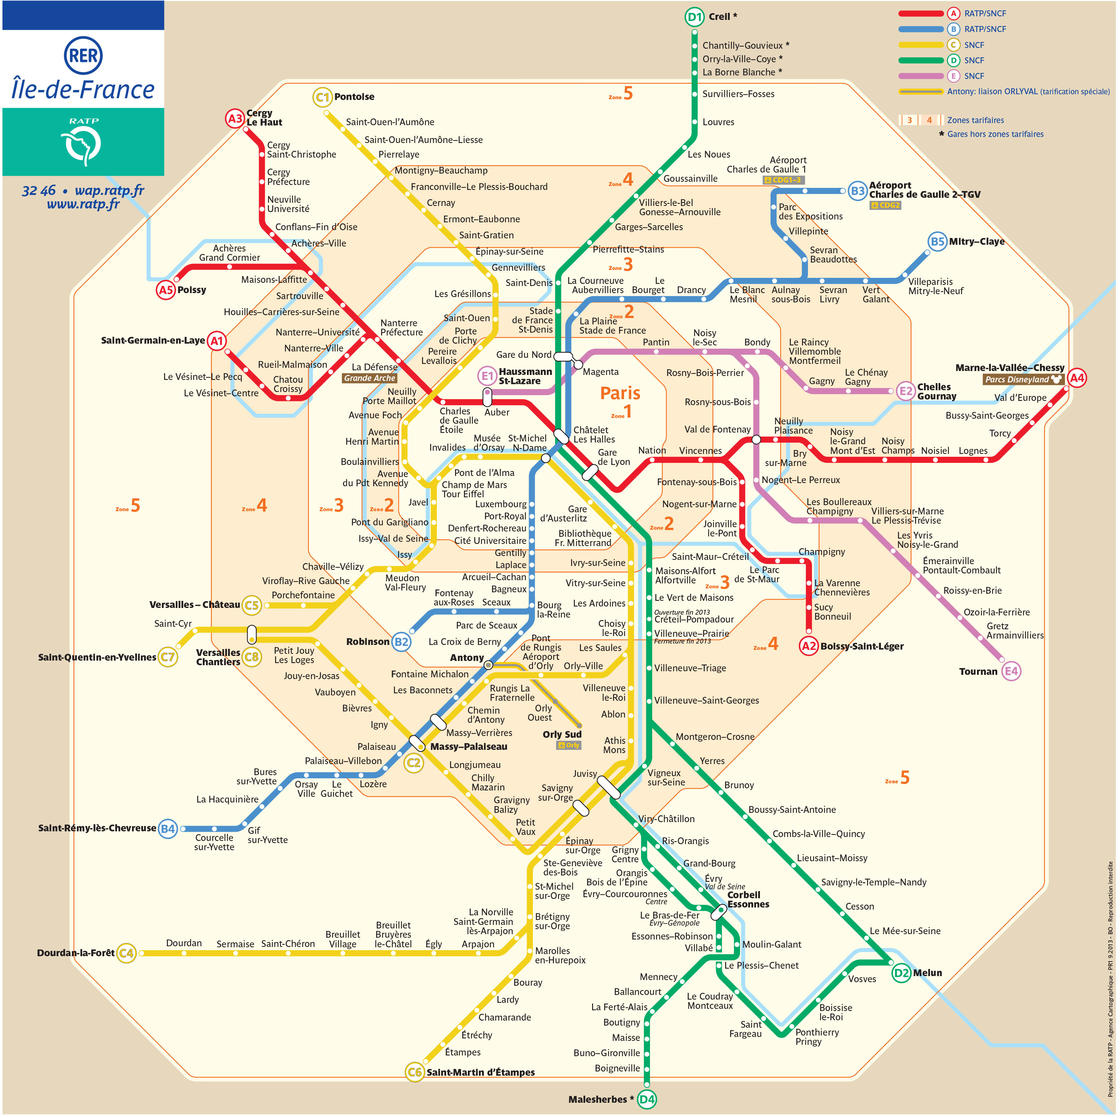 RER
Île-de-France
RATP
32 46 • wap.ratp.fr
www.ratp.fr
A RATP/SNCF
B RATP/SNCF
C SNCF
D SNCF
E SNCF
Antony: liaison ORLYVAL (tarification spéciale)
3 4 Zones tarifaires
* Gares hors zones tarifaires
D1 Creil *
Chantilly–Gouvieux *
Orry-la-Ville–Coye *
La Borne Blanche *
Survilliers–Fosses
Louvres
Les Noues
Goussainville
Villiers-le-Bel
Gonesse–Arnouville
Garges–Sarcelles
Pierrefitte–Stains
Saint-Denis
Stade
de France
St-Denis
Zone 5
Zone 4
Zone 3
Zone 2
Paris
Zone 1
A3 Cergy
Le Haut
Cergy
Saint-Christophe
Cergy
Préfecture
Neuville
Université
Conflans–Fin d'Oise
Achères–Ville
Achères
Grand Cormier
A5 Poissy
Maisons-Laffitte
Sartrouville
Houilles–Carrières-sur-Seine
A1 Saint-Germain-en-Laye
Le Vésinet–Le Pecq
Le Vésinet–Centre
Chatou
Croissy
Rueil-Malmaison
Nanterre–Ville
Nanterre–Université
Nanterre
Préfecture
La Défense
Grande Arche
Charles
de Gaulle
Étoile
Auber
Châtelet
Les Halles
Gare
de Lyon
Nation
Vincennes
Val de Fontenay
Neuilly
Plaisance
Bry
sur-Marne
Noisy
le-Grand
Mont d'Est
Noisy
Champs
Noisiel
Lognes
Torcy
Bussy-Saint-Georges
Val d'Europe
Marne-la-Vallée–Chessy
Parcs Disneyland
A4
Fontenay-sous-Bois
Nogent-sur-Marne
Joinville
le-Pont
Saint-Maur–Créteil
Le Parc
de St-Maur
Champigny
La Varenne
Chennevières
Sucy
Bonneuil
A2 Boissy-Saint-Léger
C1 Pontoise
Saint-Ouen-l'Aumône
Saint-Ouen-l'Aumône–Liesse
Pierrelaye
Montigny–Beauchamp
Franconville–Le Plessis-Bouchard
Cernay
Ermont–Eaubonne
Saint-Gratien
Épinay-sur-Seine
Gennevilliers
Les Grésillons
Saint-Ouen
Porte
de Clichy
Pereire
Levallois
Neuilly
Porte Maillot
Avenue Foch
Avenue
Henri Martin
Boulainvilliers
Avenue
du Pdt Kennedy
Champ de Mars
Tour Eiffel
Pont de l'Alma
Invalides
Musée
d'Orsay
St-Michel
N-Dame
Javel
Pont du Garigliano
Issy–Val de Seine
Issy
Meudon
Val-Fleury
Chaville–Vélizy
Viroflay–Rive Gauche
Porchefontaine
Versailles – Château C5
Saint-Cyr
Saint-Quentin-en-Yvelines C7
Versailles
Chantiers C8
Petit Jouy
Les Loges
Jouy-en-Josas
Vauboyen
Bièvres
Igny
Massy–Palaiseau
C2
Longjumeau
Chilly
Mazarin
Gravigny
Balizy
Petit
Vaux
Gare
d'Austerlitz
Bibliothèque
Fr. Mitterrand
Ivry-sur-Seine
Vitry-sur-Seine
Les Ardoines
Choisy
le-Roi
Les Saules
Orly–Ville
Pont
de Rungis
Aéroport
d'Orly
Rungis La
Fraternelle
Chemin
d'Antony
Massy–Verrières
Villeneuve
le-Roi
Ablon
Athis
Mons
Juvisy
Savigny
sur-Orge
Épinay
sur-Orge
Ste-Geneviève
des-Bois
St-Michel
sur-Orge
Brétigny
sur-Orge
La Norville
Saint-Germain
lès-Arpajon
Arpajon
Égly
Breuillet
Bruyères
le-Châtel
Breuillet
Village
Saint-Chéron
Sermaise
Dourdan
Dourdan-la-Forêt C4
Marolles
en-Hurepoix
Bouray
Lardy
Chamarande
Étréchy
Étampes
C6 Saint-Martin d'Étampes
Aéroport
Charles de Gaulle 1
CDG1–3
B3 Aéroport
Charles de Gaulle 2–TGV
CDG2
Parc
des Expositions
Villepinte
Sevran
Beaudottes
B5 Mitry–Claye
Villeparisis
Mitry-le-Neuf
Vert
Galant
Sevran
Livry
Aulnay
sous-Bois
Le Blanc
Mesnil
Drancy
Le
Bourget
La Courneuve
Aubervilliers
La Plaine
Stade de France
Gare du Nord
Luxembourg
Port-Royal
Denfert-Rochereau
Cité Universitaire
Gentilly
Laplace
Arcueil–Cachan
Bagneux
Bourg
la-Reine
Sceaux
Fontenay
aux-Roses
Robinson B2
Parc de Sceaux
La Croix de Berny
Antony
Orly
Ouest
Orly Sud
Orly
Fontaine Michalon
Les Baconnets
Palaiseau
Palaiseau–Villebon
Lozère
Le
Guichet
Orsay
Ville
Bures
sur-Yvette
La Hacquinière
Gif
sur-Yvette
Courcelle
sur-Yvette
Saint-Rémy-lès-Chevreuse B4
E1 Haussmann
St-Lazare
Magenta
Pantin
Noisy
le-Sec
Bondy
Le Raincy
Villemomble
Montfermeil
Gagny
Le Chénay
Gagny
E2 Chelles
Gournay
Rosny–Bois-Perrier
Rosny-sous-Bois
Nogent–Le Perreux
Les Boullereaux
Champigny
Villiers-sur-Marne
Le Plessis-Trévise
Les Yvris
Noisy-le-Grand
Émerainville
Pontault-Combault
Roissy-en-Brie
Ozoir-la-Ferrière
Gretz
Armainvilliers
Tournan E4
Maisons-Alfort
Alfortville
Le Vert de Maisons
Ouverture fin 2013
Créteil–Pompadour
Villeneuve–Prairie
Fermeture fin 2013
Villeneuve–Triage
Villeneuve–Saint-Georges
Montgeron–Crosne
Yerres
Brunoy
Boussy-Saint-Antoine
Combs-la-Ville–Quincy
Lieusaint–Moissy
Savigny-le-Temple–Nandy
Cesson
Le Mée-sur-Seine
D2 Melun
Vosves
Boissise
le-Roi
Ponthierry
Pringy
Saint
Fargeau
Le Coudray
Montceaux
Le Plessis–Chenet
Moulin-Galant
Vigneux
sur-Seine
Viry-Châtillon
Ris-Orangis
Grand-Bourg
Évry
Val de Seine
Corbeil
Essonnes
Grigny
Centre
Orangis
Bois de l'Épine
Évry–Courcouronnes
Centre
Le Bras-de-Fer
Évry–Génopole
Essonnes–Robinson
Villabé
Mennecy
Ballancourt
La Ferté-Alais
Boutigny
Maisse
Buno–Gironville
Boigneville
Malesherbes * D4
Zone 5
Zone 4
Zone 3
Zone 2
Zone 2
Zone 3
Zone 4
Zone 5
Propriété de la RATP - Agence Cartographique - PR1 9.2013 - BO - Reproduction interdite